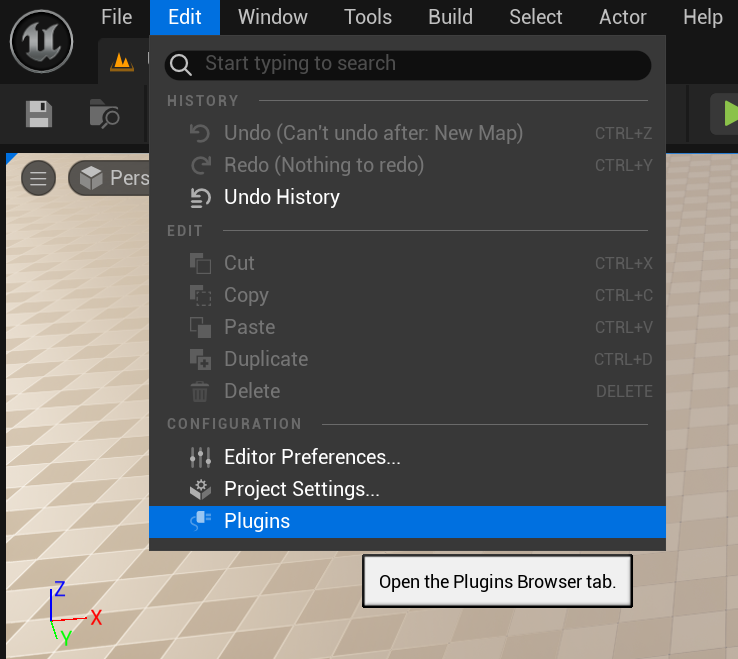 File Edit Window Tools Build Select Actor Help
Start typing to search
HISTORY
Undo (Can't undo after: New Map) CTRL+Z
Redo (Nothing to redo) CTRL+Y
Undo History
EDIT
Cut CTRL+X
Copy CTRL+C
Paste CTRL+V
Duplicate CTRL+D
Delete DELETE
CONFIGURATION
Editor Preferences...
Project Settings...
Plugins
Open the Plugins Browser tab.
Pers
Z
X
Y